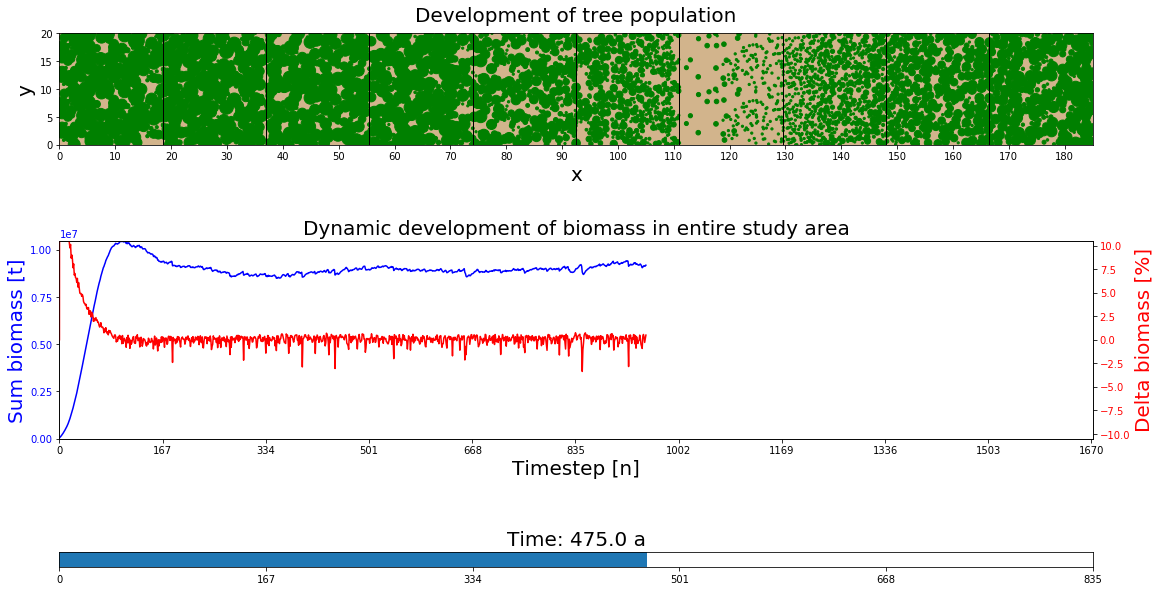 Development of tree population
20
15
10
5
0
y
0 10 20 30 40 50 60 70 80 90 100 110 120 130 140 150 160 170 180
x
Dynamic development of biomass in entire study area
1e7
1.00
0.75
0.50
0.25
0.00
Sum biomass [t]
10.0
7.5
5.0
2.5
0.0
−2.5
−5.0
−7.5
−10.0
Delta biomass [%]
0 167 334 501 668 835 1002 1169 1336 1503 1670
Timestep [n]
Time: 475.0 a
0 167 334 501 668 835